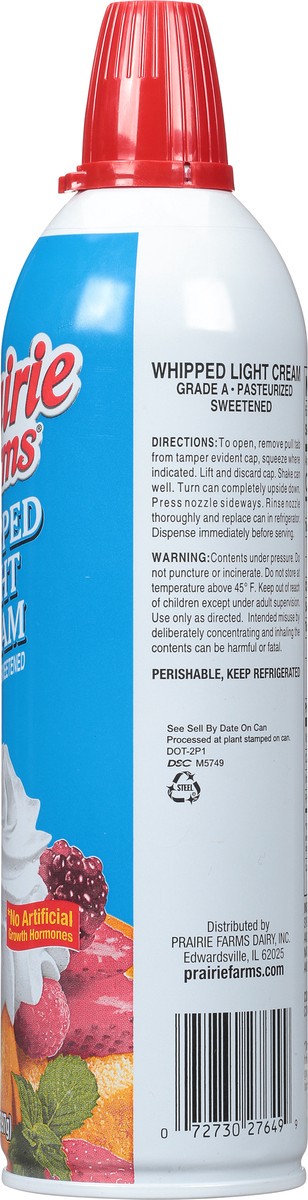 irie
ms®
PED
HT
AM
WEETENED
*No Artificial
Growth Hormones
WHIPPED LIGHT CREAM
GRADE A • PASTEURIZED
SWEETENED
DIRECTIONS: To open, remove pull tab
from tamper evident cap, squeeze where
indicated. Lift and discard cap. Shake can
well. Turn can completely upside down.
Press nozzle sideways. Rinse nozzle
thoroughly and replace can in refrigerator.
Dispense immediately before serving.
WARNING: Contents under pressure. Do
not puncture or incinerate. Do not store at
temperature above 45° F. Keep out of reach
of children except under adult supervision.
Use only as directed. Intended misuse by
deliberately concentrating and inhaling the
contents can be harmful or fatal.
PERISHABLE, KEEP REFRIGERATED
See Sell By Date On Can
Processed at plant stamped on can.
DOT-2P1
DSC M5749
STEEL
Distributed by
PRAIRIE FARMS DAIRY, INC.
Edwardsville, IL 62025
prairiefarms.com
0 72730 27649 9